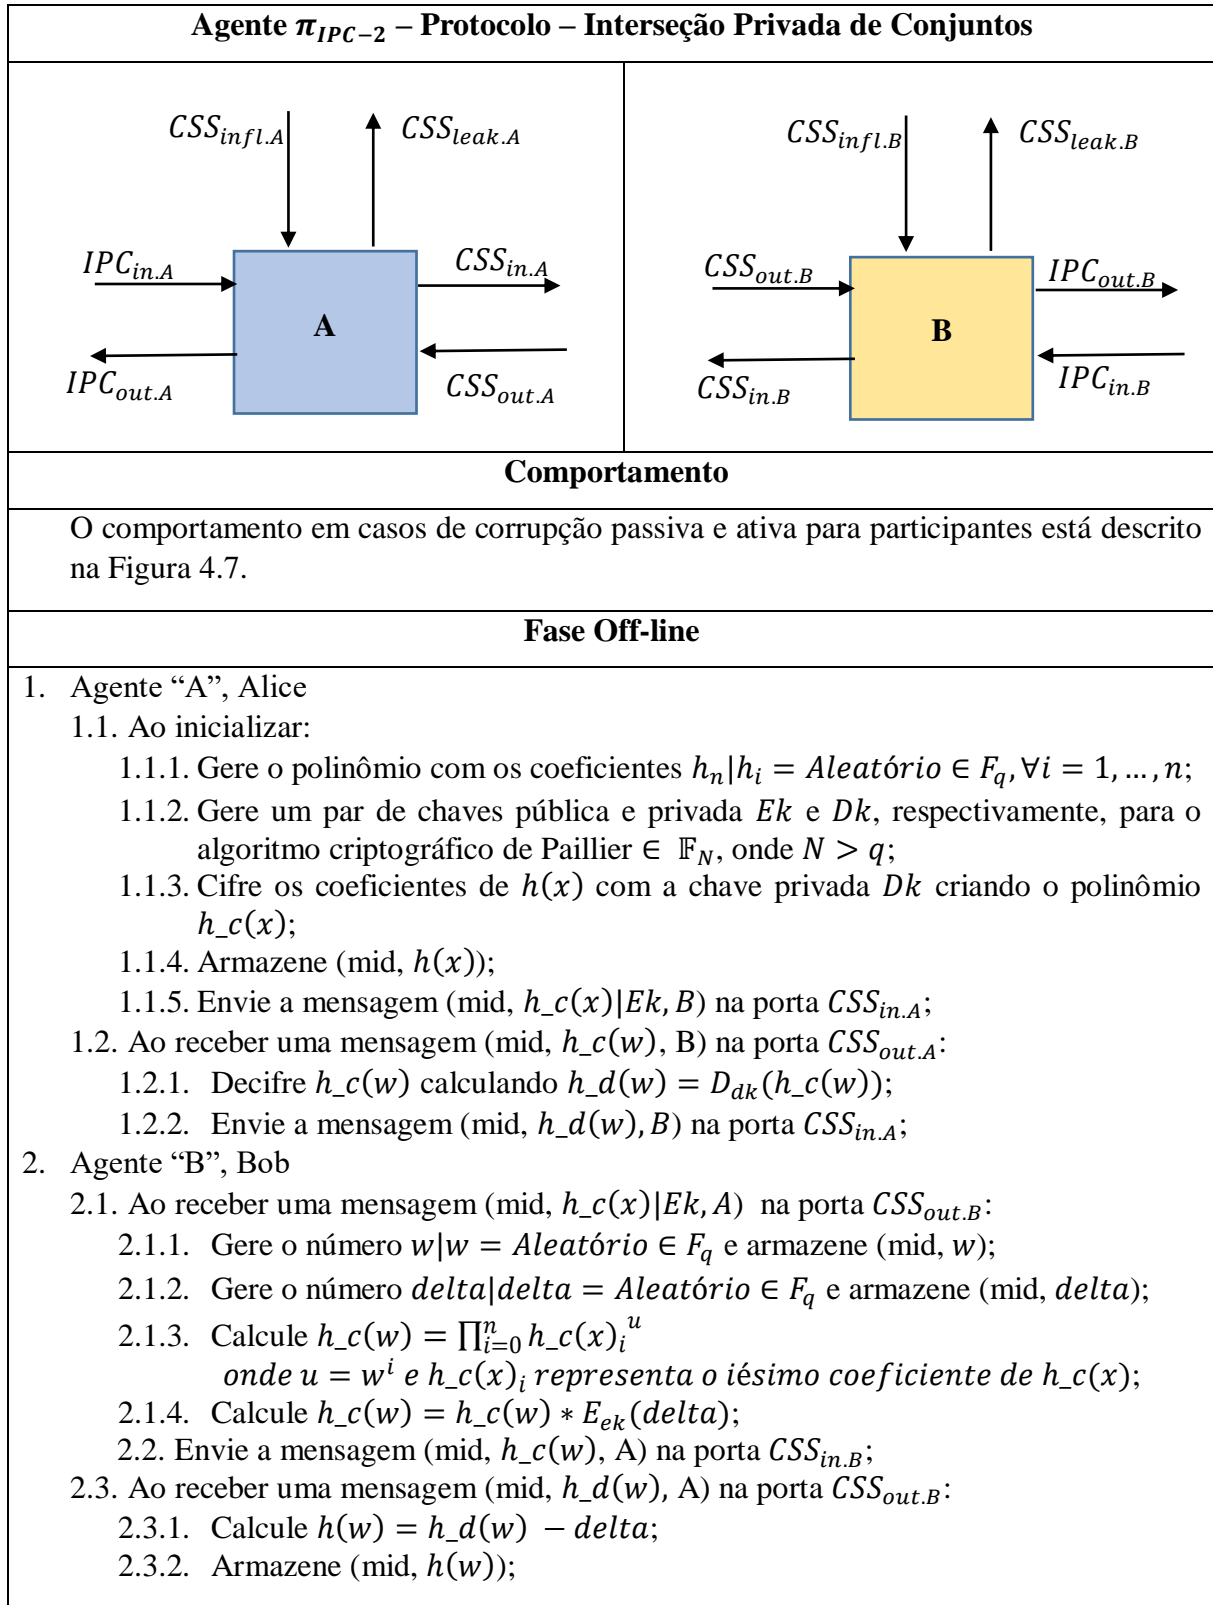 Agente π_{IPC−2} – Protocolo – Interseção Privada de Conjuntos
CSS_{infl.A}
CSS_{leak.A}
IPC_{in.A}
CSS_{in.A}
A
IPC_{out.A}
CSS_{out.A}
CSS_{infl.B}
CSS_{leak.B}
CSS_{out.B}
IPC_{out.B}
B
CSS_{in.B}
IPC_{in.B}
Comportamento
O comportamento em casos de corrupção passiva e ativa para participantes está descrito
na Figura 4.7.
Fase Off-line
1. Agente “A”, Alice
1.1. Ao inicializar:
1.1.1. Gere o polinômio com os coeficientes h_n|h_i = Aleatório ∈ F_q, ∀i = 1, … , n;
1.1.2. Gere um par de chaves pública e privada Ek e Dk, respectivamente, para o
algoritmo criptográfico de Paillier ∈ 𝔽_N, onde N > q;
1.1.3. Cifre os coeficientes de h(x) com a chave privada Dk criando o polinômio
h_c(x);
1.1.4. Armazene (mid, h(x));
1.1.5. Envie a mensagem (mid, h_c(x)|Ek, B) na porta CSS_{in.A};
1.2. Ao receber uma mensagem (mid, h_c(w), B) na porta CSS_{out.A}:
1.2.1. Decifre h_c(w) calculando h_d(w) = D_{dk}(h_c(w));
1.2.2. Envie a mensagem (mid, h_d(w), B) na porta CSS_{in.A};
2. Agente “B”, Bob
2.1. Ao receber uma mensagem (mid, h_c(x)|Ek, A) na porta CSS_{out.B}:
2.1.1. Gere o número w|w = Aleatório ∈ F_q e armazene (mid, w);
2.1.2. Gere o número delta|delta = Aleatório ∈ F_q e armazene (mid, delta);
2.1.3. Calcule h_c(w) = ∏_{i=0}^{n} h_c(x)_i^u
onde u = w^i e h_c(x)_i representa o iésimo coeficiente de h_c(x);
2.1.4. Calcule h_c(w) = h_c(w) ∗ E_{ek}(delta);
2.2. Envie a mensagem (mid, h_c(w), A) na porta CSS_{in.B};
2.3. Ao receber uma mensagem (mid, h_d(w), A) na porta CSS_{out.B}:
2.3.1. Calcule h(w) = h_d(w) − delta;
2.3.2. Armazene (mid, h(w));